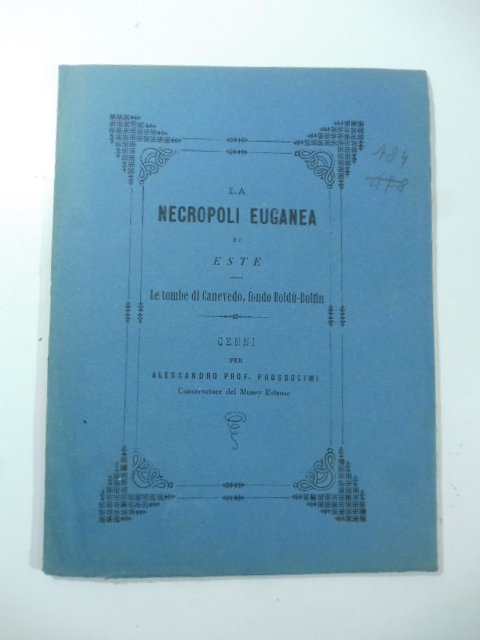 LA
NECROPOLI EUGANEA
DI
ESTE
Le tombe di Canevedo, fondo Boldù-Dolfin
CENNI
PER
ALESSANDRO PROF. PROSDOCIMI
Conservatore del Museo Estense
484